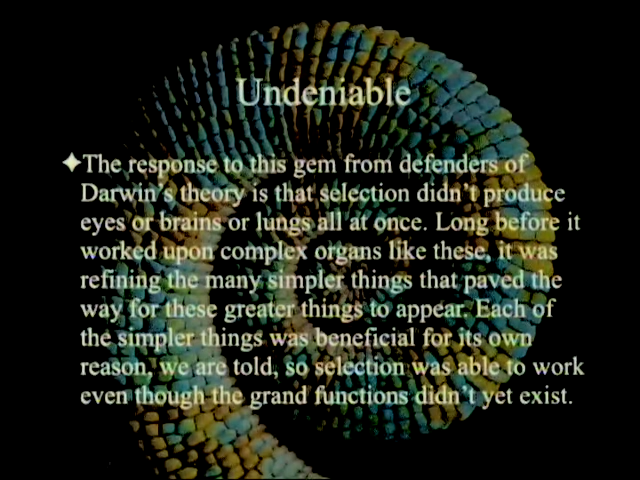 Undeniable
The response to this gem from defenders of
Darwin's theory is that selection didn't produce
eyes or brains or lungs all at once. Long before it
worked upon complex organs like these, it was
refining the many simpler things that paved the
way for these greater things to appear. Each of
the simpler things was beneficial for its own
reason, we are told, so selection was able to work
even though the grand functions didn't yet exist.